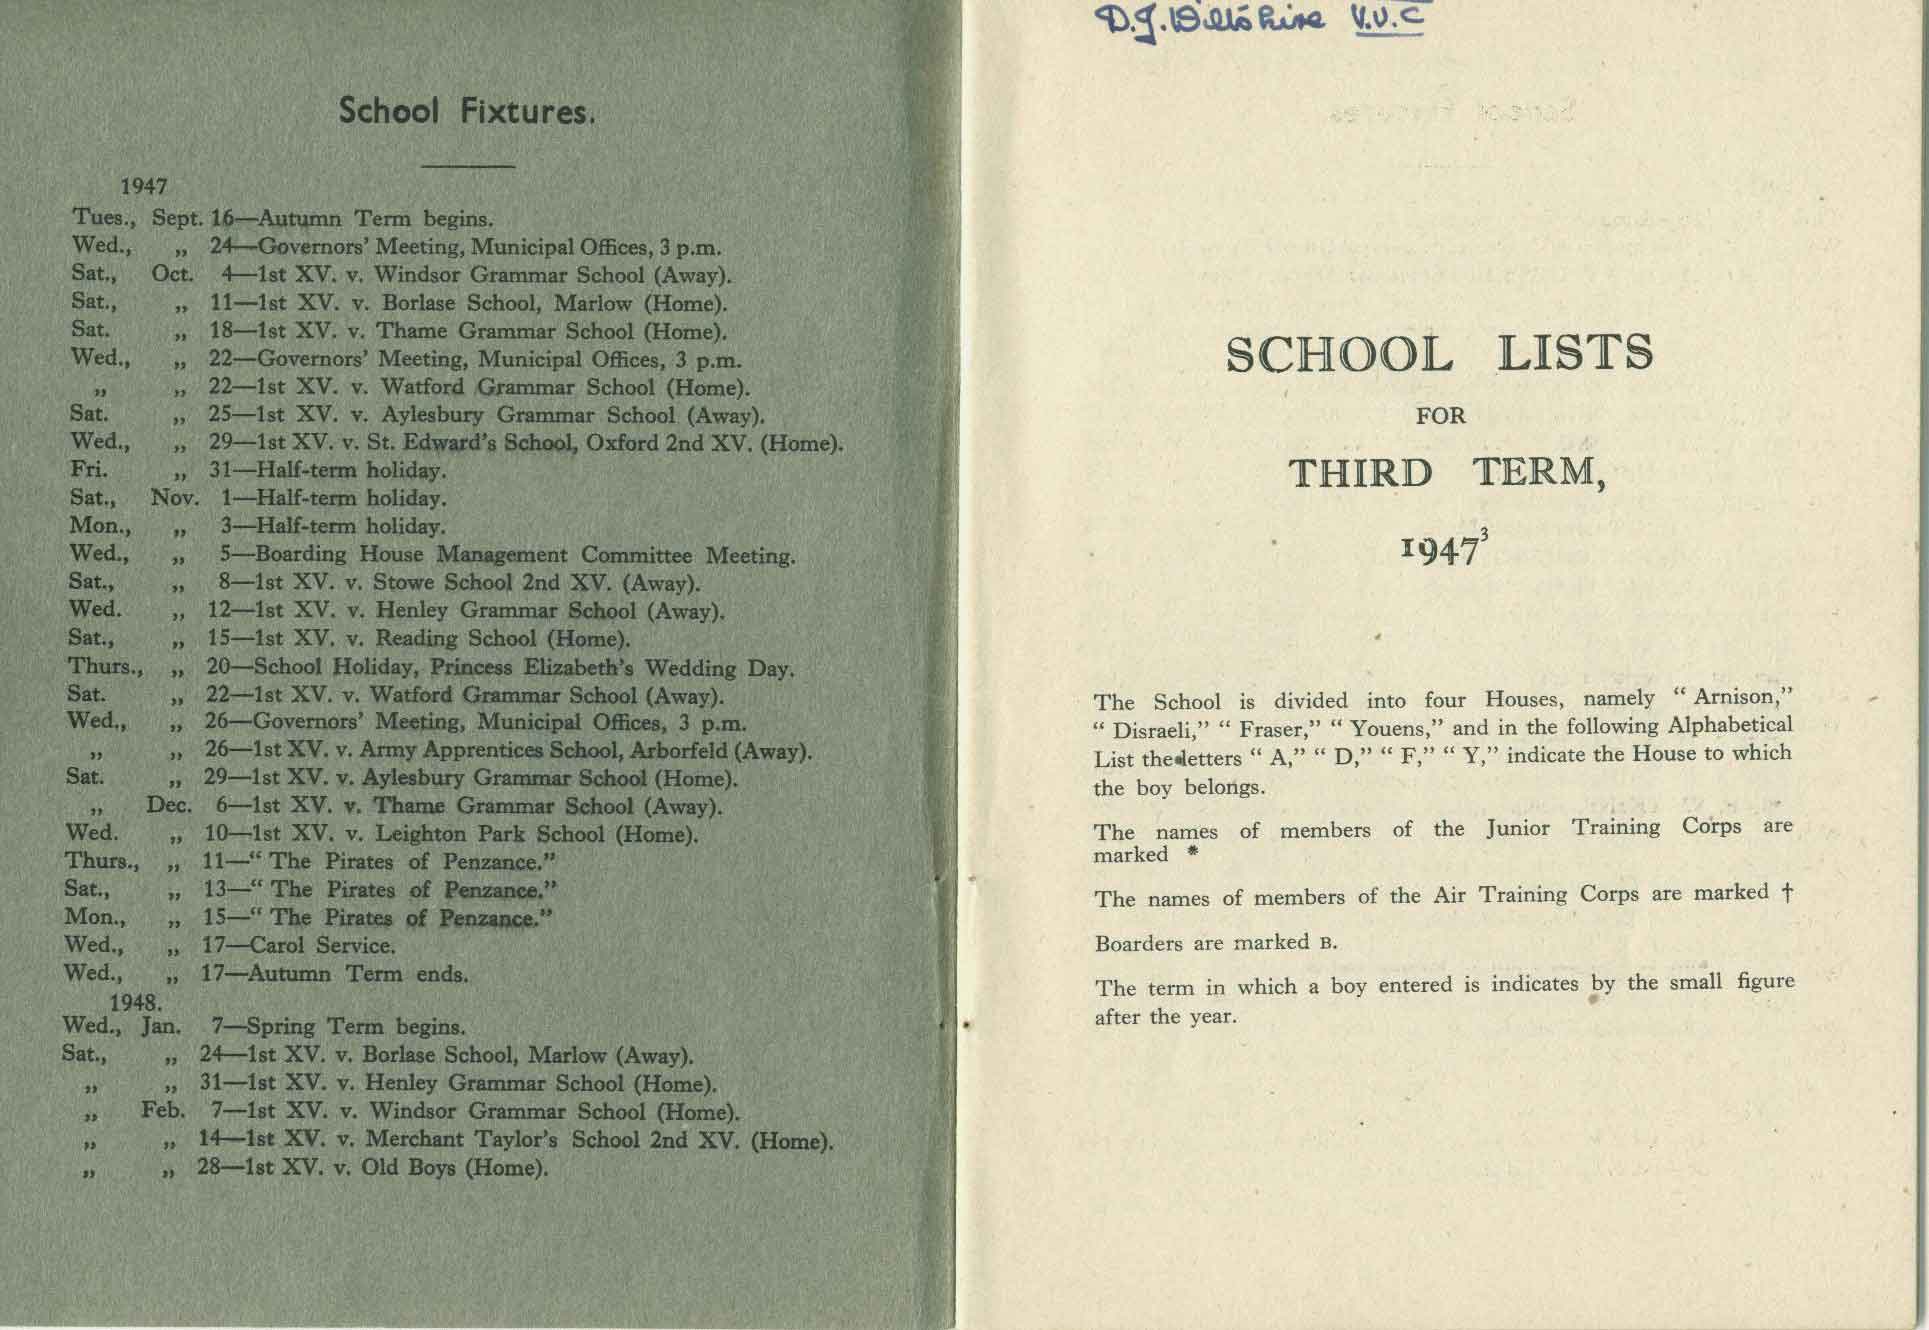 School Fixtures.
1947
Tues., Sept. 16—Autumn Term begins.
Wed., „ 24—Governors' Meeting, Municipal Offices, 3 p.m.
Sat., Oct. 4—1st XV. v. Windsor Grammar School (Away).
Sat., „ 11—1st XV. v. Borlase School, Marlow (Home).
Sat. „ 18—1st XV. v. Thame Grammar School (Home).
Wed., „ 22—Governors' Meeting, Municipal Offices, 3 p.m.
„ „ 22—1st XV. v. Watford Grammar School (Home).
Sat. „ 25—1st XV. v. Aylesbury Grammar School (Away).
Wed., „ 29—1st XV. v. St. Edward's School, Oxford 2nd XV. (Home).
Fri. „ 31—Half-term holiday.
Sat., Nov. 1—Half-term holiday.
Mon., „ 3—Half-term holiday.
Wed., „ 5—Boarding House Management Committee Meeting.
Sat., „ 8—1st XV. v. Stowe School 2nd XV. (Away).
Wed. „ 12—1st XV. v. Henley Grammar School (Away).
Sat., „ 15—1st XV. v. Reading School (Home).
Thurs., „ 20—School Holiday, Princess Elizabeth's Wedding Day.
Sat. „ 22—1st XV. v. Watford Grammar School (Away).
Wed., „ 26—Governors' Meeting, Municipal Offices, 3 p.m.
„ „ 26—1st XV. v. Army Apprentices School, Arborfeld (Away).
Sat. „ 29—1st XV. v. Aylesbury Grammar School (Home).
„ Dec. 6—1st XV. v. Thame Grammar School (Away).
Wed. „ 10—1st XV. v. Leighton Park School (Home).
Thurs., „ 11—“ The Pirates of Penzance.”
Sat., „ 13—“ The Pirates of Penzance.”
Mon., „ 15—“ The Pirates of Penzance.”
Wed., „ 17—Carol Service.
Wed., „ 17—Autumn Term ends.
1948.
Wed., Jan. 7—Spring Term begins.
Sat., „ 24—1st XV. v. Borlase School, Marlow (Away).
„ „ 31—1st XV. v. Henley Grammar School (Home).
„ Feb. 7—1st XV. v. Windsor Grammar School (Home).
„ „ 14—1st XV. v. Merchant Taylor's School 2nd XV. (Home).
„ „ 28—1st XV. v. Old Boys (Home).
D.J. Wiltshire V.U.C
SCHOOL LISTS
FOR
THIRD TERM,
1947³
The School is divided into four Houses, namely “ Arnison,”
“ Disraeli,” “ Fraser,” “ Youens,” and in the following Alphabetical
List the letters “ A,” “ D,” “ F,” “ Y,” indicate the House to which
the boy belongs.
The names of members of the Junior Training Corps are
marked *
The names of members of the Air Training Corps are marked †
Boarders are marked B.
The term in which a boy entered is indicates by the small figure
after the year.